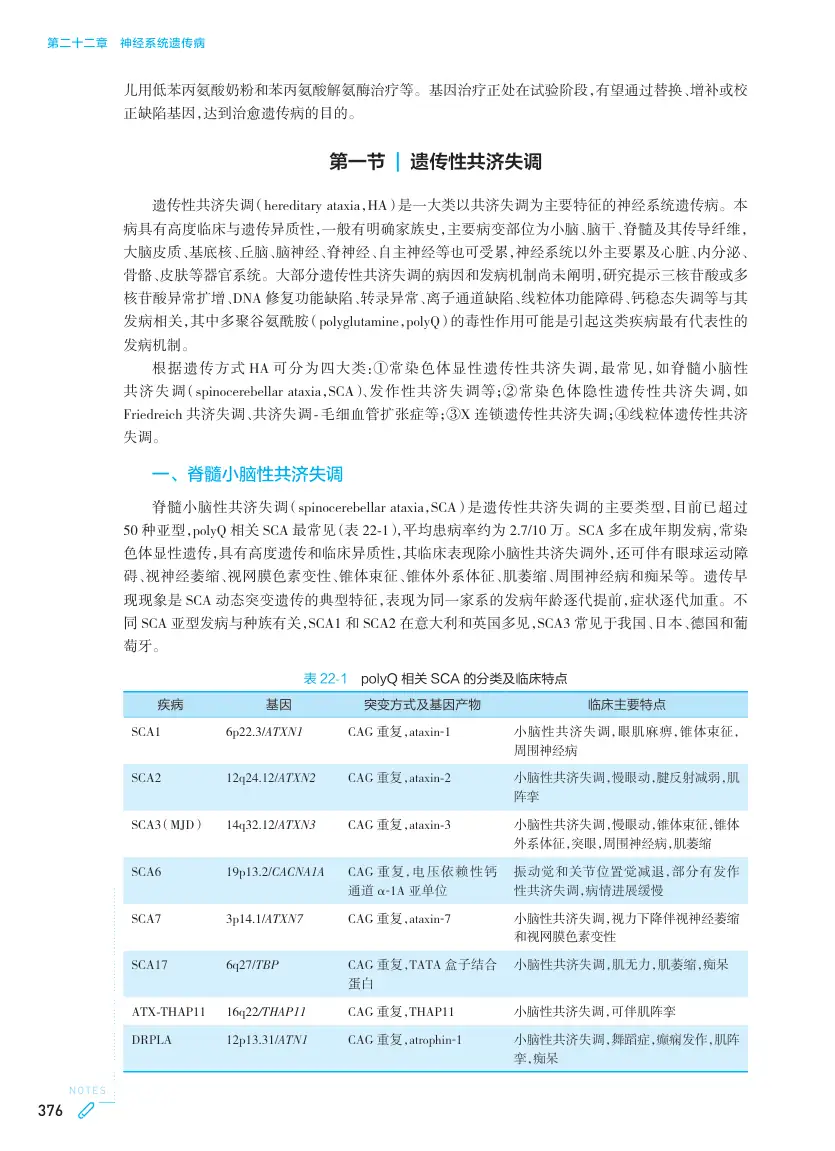 第二十二章 神经系统遗传病
儿用低苯丙氨酸奶粉和苯丙氨酸解氨酶治疗等。基因治疗正处在试验阶段,有望通过替换、增补或校
正缺陷基因,达到治愈遗传病的目的。
第一节 | 遗传性共济失调
遗传性共济失调(hereditary ataxia,HA)是一大类以共济失调为主要特征的神经系统遗传病。本
病具有高度临床与遗传异质性,一般有明确家族史,主要病变部位为小脑、脑干、脊髓及其传导纤维,
大脑皮质、基底核、丘脑、脑神经、脊神经、自主神经等也可受累,神经系统以外主要累及心脏、内分泌、
骨骼、皮肤等器官系统。大部分遗传性共济失调的病因和发病机制尚未阐明,研究提示三核苷酸或多
核苷酸异常扩增、DNA 修复功能缺陷、转录异常、离子通道缺陷、线粒体功能障碍、钙稳态失调等与其
发病相关,其中多聚谷氨酰胺(polyglutamine,polyQ)的毒性作用可能是引起这类疾病最有代表性的
发病机制。
根据遗传方式 HA 可分为四大类:①常染色体显性遗传性共济失调,最常见,如脊髓小脑性
共济失调(spinocerebellar ataxia,SCA)、发作性共济失调等;②常染色体隐性遗传性共济失调,如
Friedreich 共济失调、共济失调-毛细血管扩张症等;③X 连锁遗传性共济失调;④线粒体遗传性共济
失调。
一、脊髓小脑性共济失调
脊髓小脑性共济失调(spinocerebellar ataxia,SCA)是遗传性共济失调的主要类型,目前已超过
50 种亚型,polyQ 相关 SCA 最常见(表 22-1),平均患病率约为 2.7/10 万。SCA 多在成年期发病,常染
色体显性遗传,具有高度遗传和临床异质性,其临床表现除小脑性共济失调外,还可伴有眼球运动障
碍、视神经萎缩、视网膜色素变性、锥体束征、锥体外系体征、肌萎缩、周围神经病和痴呆等。遗传早
现现象是 SCA 动态突变遗传的典型特征,表现为同一家系的发病年龄逐代提前,症状逐代加重。不
同 SCA 亚型发病与种族有关,SCA1 和 SCA2 在意大利和英国多见,SCA3 常见于我国、日本、德国和葡
萄牙。
表 22-1 polyQ 相关 SCA 的分类及临床特点
疾病 基因 突变方式及基因产物 临床主要特点
SCA1 6p22.3/ATXN1 CAG 重复,ataxin-1 小脑性共济失调,眼肌麻痹,锥体束征,
周围神经病
SCA2 12q24.12/ATXN2 CAG 重复,ataxin-2 小脑性共济失调,慢眼动,腱反射减弱,肌
阵挛
SCA3(MJD) 14q32.12/ATXN3 CAG 重复,ataxin-3 小脑性共济失调,慢眼动,锥体束征,锥体
外系体征,突眼,周围神经病,肌萎缩
SCA6 19p13.2/CACNA1A CAG 重复,电压依赖性钙 振动觉和关节位置觉减退,部分有发作
通道 α-1A 亚单位 性共济失调,病情进展缓慢
SCA7 3p14.1/ATXN7 CAG 重复,ataxin-7 小脑性共济失调,视力下降伴视神经萎缩
和视网膜色素变性
SCA17 6q27/TBP CAG 重复,TATA 盒子结合 小脑性共济失调,肌无力,肌萎缩,痴呆
蛋白
ATX-THAP11 16q22/THAP11 CAG 重复,THAP11 小脑性共济失调,可伴肌阵挛
DRPLA 12p13.31/ATN1 CAG 重复,atrophin-1 小脑性共济失调,舞蹈症,癫痫发作,肌阵
挛,痴呆
NOTES
376